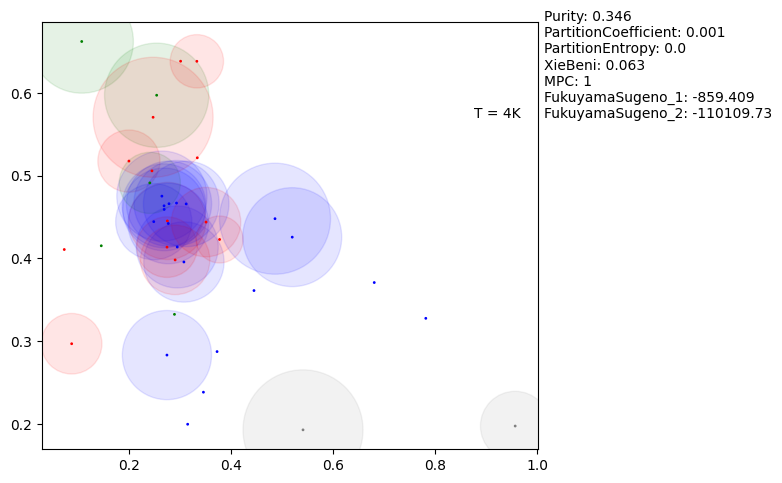 Purity: 0.346
PartitionCoefficient: 0.001
PartitionEntropy: 0.0
XieBeni: 0.063
MPC: 1
FukuyamaSugeno_1: -859.409
FukuyamaSugeno_2: -110109.73
T = 4K
0.6
0.5
0.4
0.3
0.2
0.2 0.4 0.6 0.8 1.0